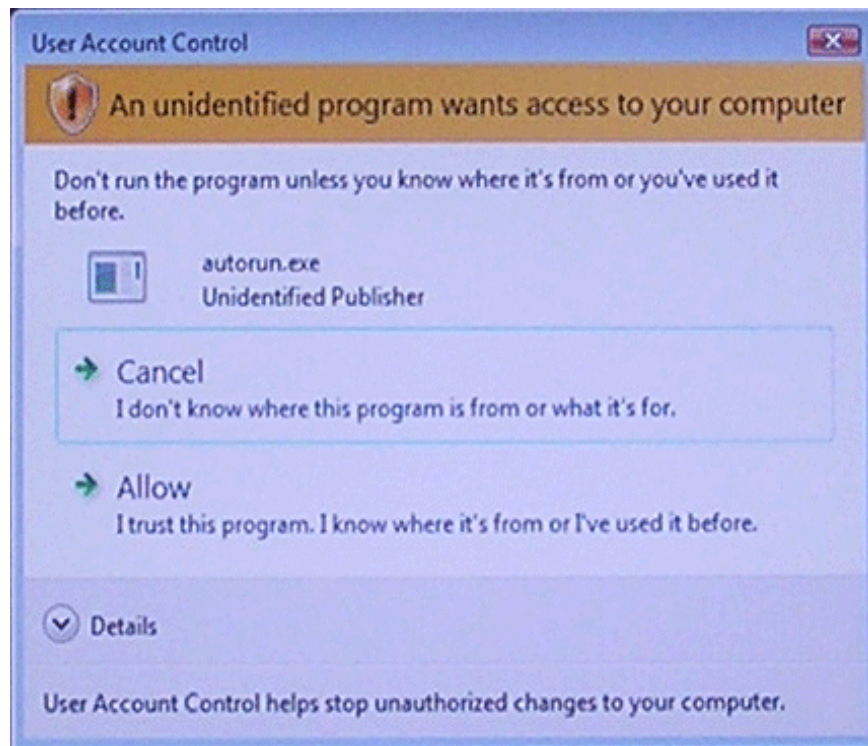 User Account Control
An unidentified program wants access to your computer
Don't run the program unless you know where it's from or you've used it
before.
autorun.exe
Unidentified Publisher
Cancel
I don't know where this program is from or what it's for.
Allow
I trust this program. I know where it's from or I've used it before.
Details
User Account Control helps stop unauthorized changes to your computer.